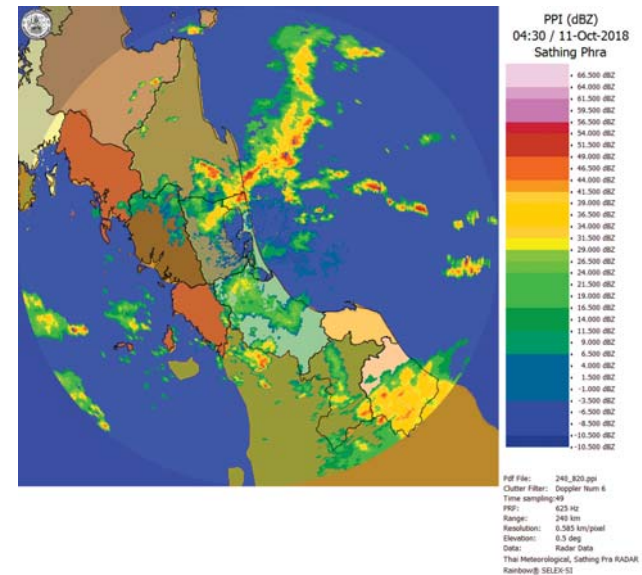 PPI (dBZ)
04:30 / 11-Oct-2018
Sathing Phra
66.500 dBZ
64.000 dBZ
61.500 dBZ
59.000 dBZ
56.500 dBZ
54.000 dBZ
51.500 dBZ
49.000 dBZ
46.500 dBZ
44.000 dBZ
41.500 dBZ
39.000 dBZ
36.500 dBZ
34.000 dBZ
31.500 dBZ
29.000 dBZ
26.500 dBZ
24.000 dBZ
21.500 dBZ
19.000 dBZ
16.500 dBZ
14.000 dBZ
11.500 dBZ
9.000 dBZ
6.500 dBZ
4.000 dBZ
1.500 dBZ
-1.000 dBZ
-3.500 dBZ
-6.500 dBZ
-8.500 dBZ
-10.500 dBZ
-10.500 dBZ
Pdf File: 240_820.ppi
Clutter Filter: Doppler Num 6
Time sampling:49
PRF: 625 Hz
Range: 240 km
Resolution: 0.585 km/pixel
Elevation: 0.5 deg
Data: Radar Data
Thai Meteorological, Sathing Pra RADAR
Rainbow® SELEX-SI